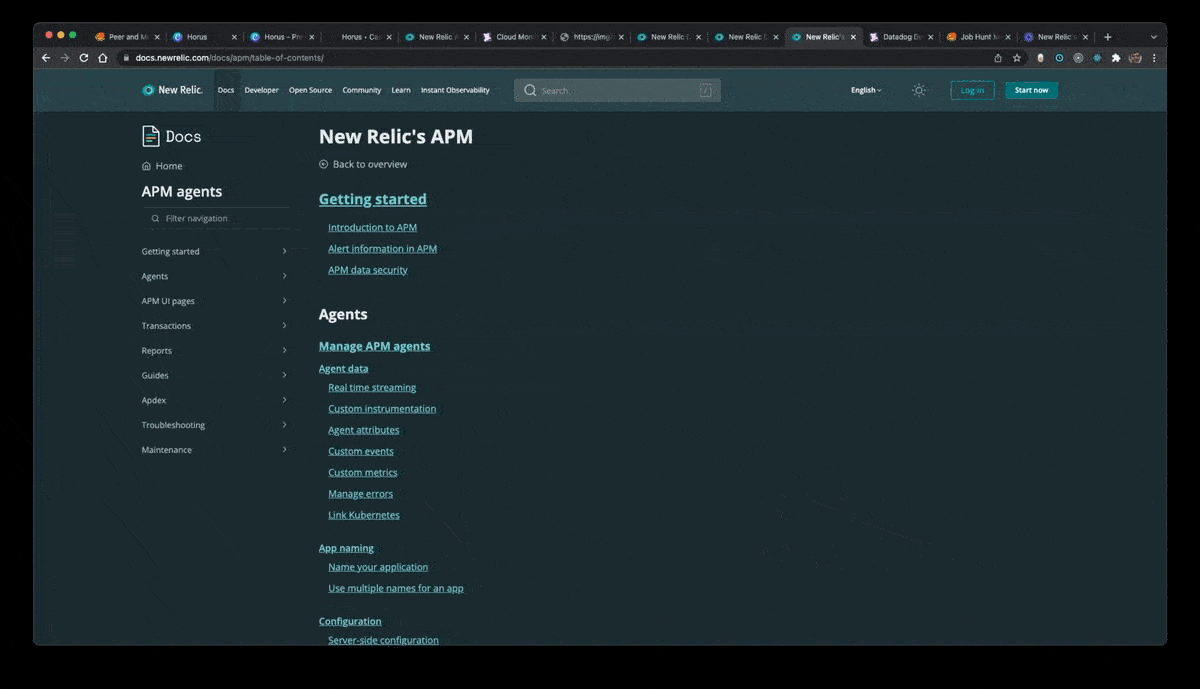 Peer and M
Horus
Horus - Pre
Horus - Ca
New Relic A
Cloud Mon
https://img
New Relic
New Relic D
New Relic's
Datadog De
Job Hunt M
New Relic's
docs.newrelic.com/docs/apm/table-of-contents/
New Relic.
Docs
Developer
Open Source
Community
Learn
Instant Observability
Search
/
English
Log in
Start now
Docs
Home
APM agents
Filter navigation
Getting started
Agents
APM UI pages
Transactions
Reports
Guides
Apdex
Troubleshooting
Maintenance
New Relic's APM
Back to overview
Getting started
Introduction to APM
Alert information in APM
APM data security
Agents
Manage APM agents
Agent data
Real time streaming
Custom instrumentation
Agent attributes
Custom events
Custom metrics
Manage errors
Link Kubernetes
App naming
Name your application
Use multiple names for an app
Configuration
Server-side configuration